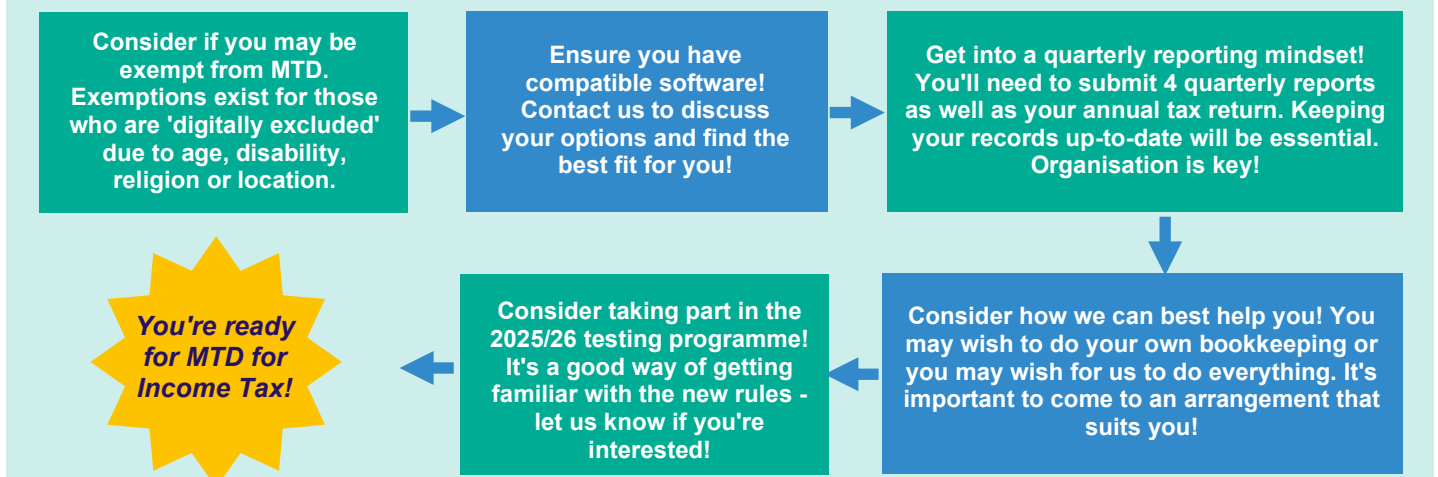 Consider if you may be
exempt from MTD.
Exemptions exist for those
who are 'digitally excluded'
due to age, disability,
religion or location.
Ensure you have
compatible software!
Contact us to discuss
your options and find the
best fit for you!
Get into a quarterly reporting mindset!
You'll need to submit 4 quarterly reports
as well as your annual tax return. Keeping
your records up-to-date will be essential.
Organisation is key!
Consider how we can best help you! You
may wish to do your own bookkeeping or
you may wish for us to do everything. It's
important to come to an arrangement that
suits you!
Consider taking part in the
2025/26 testing programme!
It's a good way of getting
familiar with the new rules -
let us know if you're
interested!
You're ready
for MTD for
Income Tax!